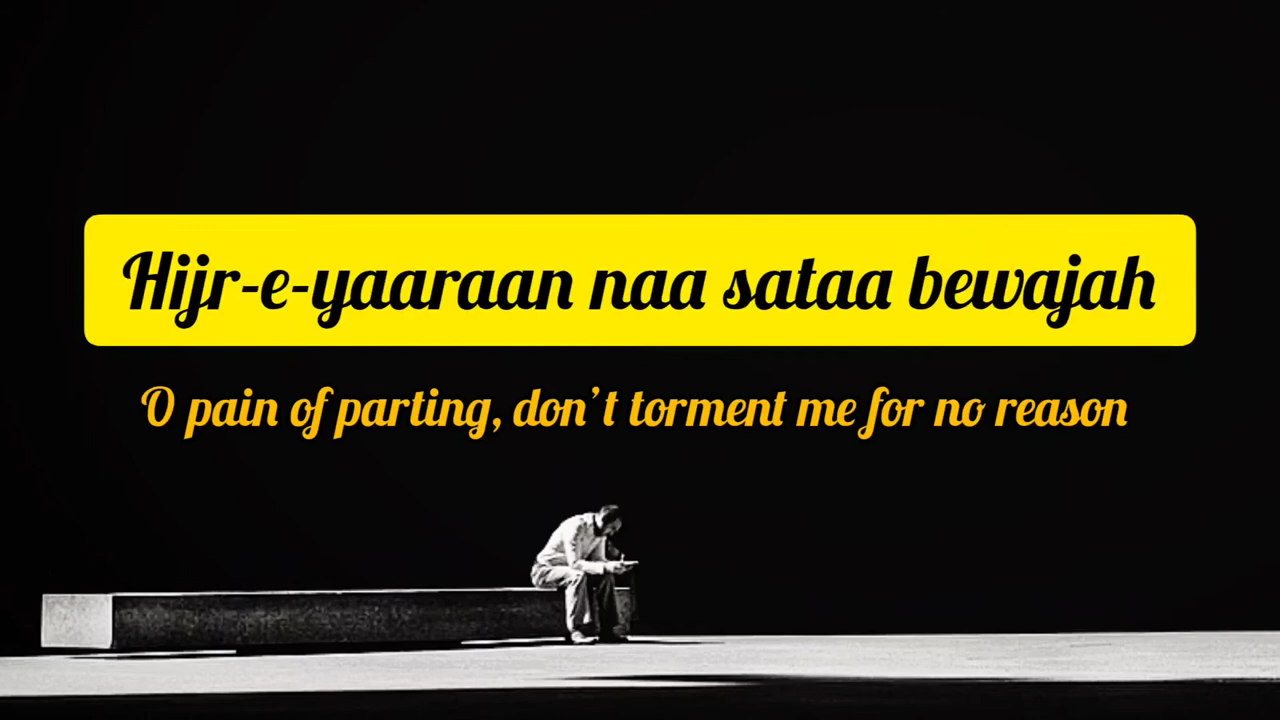 Hijr-e-yaaraan naa sataa bewajah
O pain of parting, don't torment me for no reason